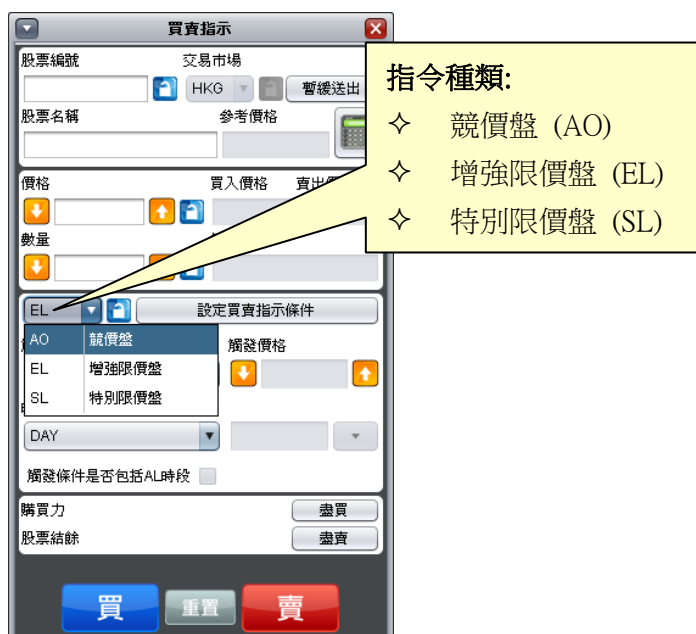 買賣指示
股票編號 交易市場
HKG 暫緩送出
股票名稱 參考價格
價格 買入價格
數量
EL 設定買賣指示條件
AO 競價盤
觸發價格
EL 增強限價盤
SL 特別限價盤
DAY
觸發條件是否包括AL時段
購買力 盡買
股票結餘 盡賣
買 重置 賣
指令種類:
✧ 競價盤 (AO)
✧ 增強限價盤 (EL)
✧ 特別限價盤 (SL)